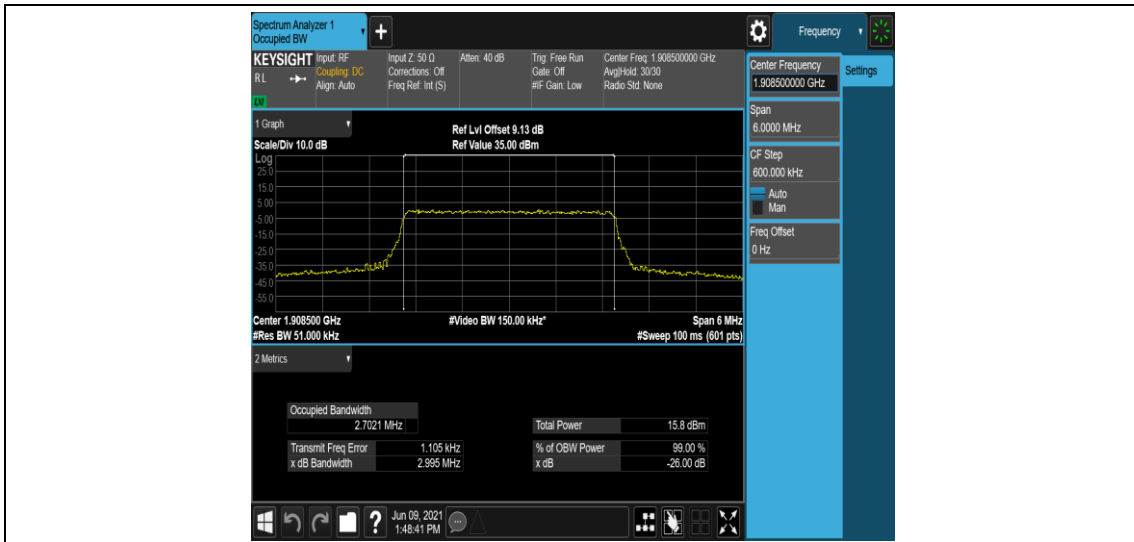 Spectrum Analyzer 1
Occupied BW
+
Frequency
KEYSIGHT
RL
LXI
Input: RF
Coupling: DC
Align: Auto
Input Z: 50 Ω
Corrections: Off
Freq Ref: Int (S)
Atten: 40 dB
Trig: Free Run
Gate: Off
#IF Gain: Low
Center Freq: 1.908500000 GHz
Avg|Hold: 30/30
Radio Std: None
Center Frequency
1.908500000 GHz
Settings
Span
6.0000 MHz
CF Step
600.000 kHz
Auto
Man
Freq Offset
0 Hz
1 Graph
Scale/Div 10.0 dB
Ref Lvl Offset 9.13 dB
Ref Value 35.00 dBm
Log
25.0
15.0
5.00
-5.00
-15.0
-25.0
-35.0
-45.0
-55.0
Center 1.908500 GHz
#Video BW 150.00 kHz*
Span 6 MHz
#Res BW 51.000 kHz
#Sweep 100 ms (601 pts)
2 Metrics
Occupied Bandwidth
2.7021 MHz
Total Power 15.8 dBm
Transmit Freq Error 1.105 kHz
% of OBW Power 99.00 %
x dB Bandwidth 2.995 MHz
x dB -26.00 dB
?
Jun 09, 2021
1:48:41 PM